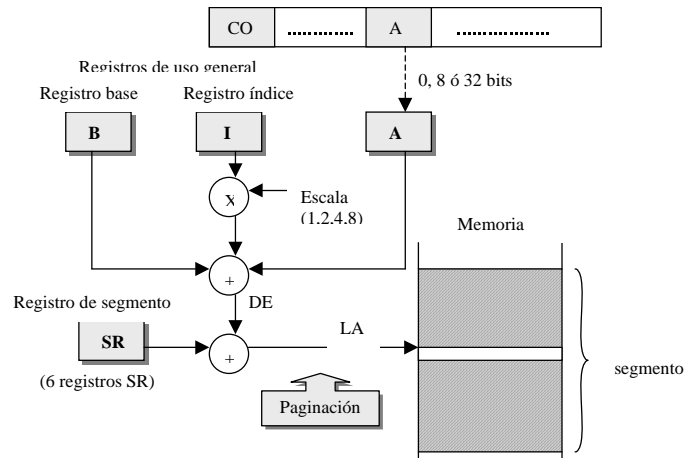 CO ............ A .................
Registros de uso general
0, 8 ó 32 bits
Registro base Registro índice
B I A
X
Escala
(1,2,4,8)
Memoria
+
Registro de segmento
DE
LA
SR
+
(6 registros SR)
segmento
Paginación